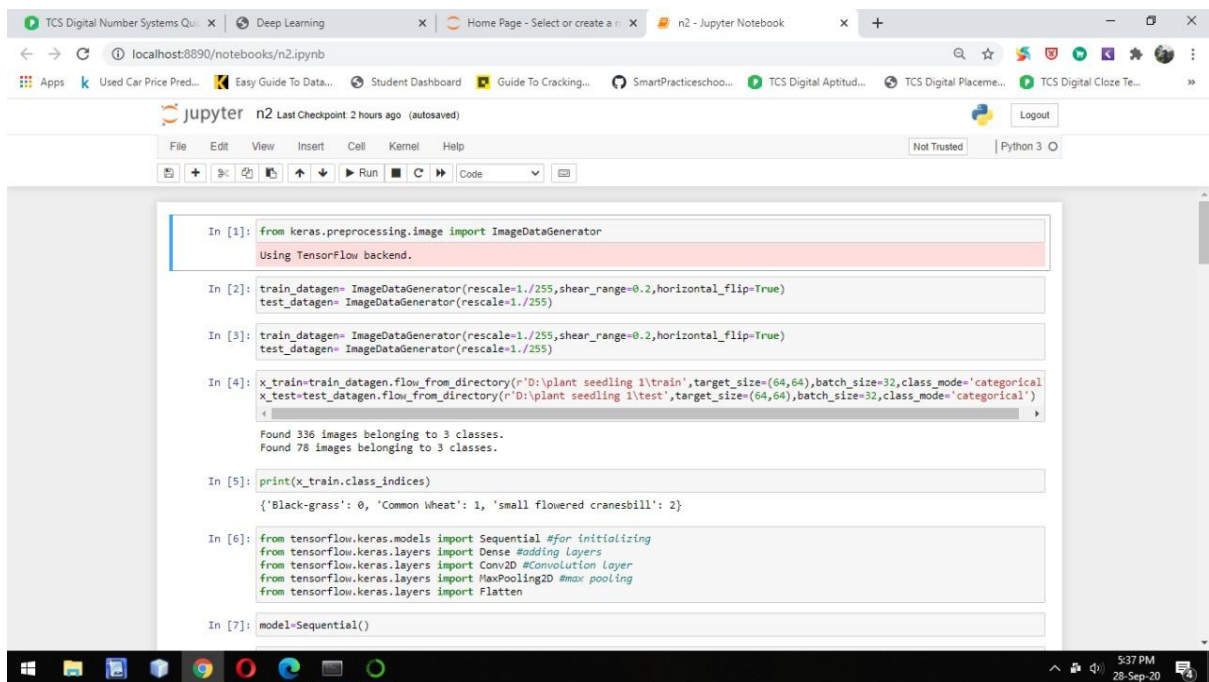 TCS Digital Number Systems Qui
Deep Learning
Home Page - Select or create a n
n2 - Jupyter Notebook
localhost:8890/notebooks/n2.ipynb
Apps
Used Car Price Pred...
Easy Guide To Data...
Student Dashboard
Guide To Cracking...
SmartPracticeschoo...
TCS Digital Aptitud...
TCS Digital Placeme...
TCS Digital Cloze Te...
jupyter n2 Last Checkpoint: 2 hours ago (autosaved)
Logout
File Edit View Insert Cell Kernel Help
Not Trusted
Python 3
Run
Code
In [1]: from keras.preprocessing.image import ImageDataGenerator
Using TensorFlow backend.
In [2]: train_datagen= ImageDataGenerator(rescale=1./255,shear_range=0.2,horizontal_flip=True)
test_datagen= ImageDataGenerator(rescale=1./255)
In [3]: train_datagen= ImageDataGenerator(rescale=1./255,shear_range=0.2,horizontal_flip=True)
test_datagen= ImageDataGenerator(rescale=1./255)
In [4]: x_train=train_datagen.flow_from_directory(r'D:\plant seedling 1\train',target_size=(64,64),batch_size=32,class_mode='categorical
x_test=test_datagen.flow_from_directory(r'D:\plant seedling 1\test',target_size=(64,64),batch_size=32,class_mode='categorical')
Found 336 images belonging to 3 classes.
Found 78 images belonging to 3 classes.
In [5]: print(x_train.class_indices)
{'Black-grass': 0, 'Common Wheat': 1, 'small flowered cranesbill': 2}
In [6]: from tensorflow.keras.models import Sequential #for initializing
from tensorflow.keras.layers import Dense #adding layers
from tensorflow.keras.layers import Conv2D #Convolution layer
from tensorflow.keras.layers import MaxPooling2D #max pooling
from tensorflow.keras.layers import Flatten
In [7]: model=Sequential()
5:37 PM
28-Sep-20